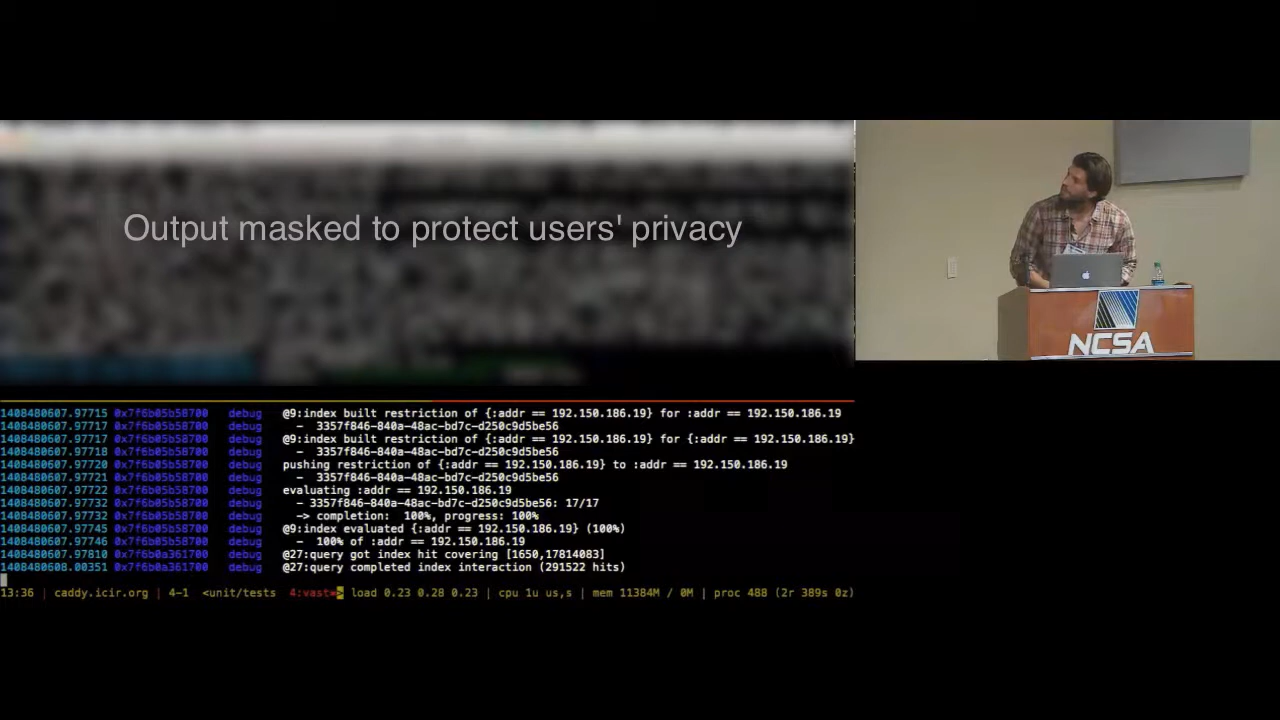 Output masked to protect users' privacy
NCSA
1408480607.97715 0x7f6b05b58700 debug @9:index built restriction of {:addr == 192.150.186.19} for :addr == 192.150.186.19
1408480607.97717 0x7f6b05b58700 debug - 3357f846-840a-48ac-bd7c-d250c9d5be56
1408480607.97717 0x7f6b05b58700 debug @9:index built restriction of {:addr == 192.150.186.19} for {:addr == 192.150.186.19}
1408480607.97718 0x7f6b05b58700 debug - 3357f846-840a-48ac-bd7c-d250c9d5be56
1408480607.97720 0x7f6b05b58700 debug pushing restriction of {:addr == 192.150.186.19} to :addr == 192.150.186.19
1408480607.97721 0x7f6b05b58700 debug - 3357f846-840a-48ac-bd7c-d250c9d5be56
1408480607.97722 0x7f6b05b58700 debug evaluating :addr == 192.150.186.19
1408480607.97732 0x7f6b05b58700 debug - 3357f846-840a-48ac-bd7c-d250c9d5be56: 17/17
1408480607.97732 0x7f6b05b58700 debug -> completion: 100%, progress: 100%
1408480607.97745 0x7f6b05b58700 debug @9:index evaluated {:addr == 192.150.186.19} (100%)
1408480607.97746 0x7f6b05b58700 debug - 100% of :addr == 192.150.186.19
1408480607.97810 0x7f6b0a361700 debug @27:query got index hit covering [1650,17814083]
1408480608.00351 0x7f6b0a361700 debug @27:query completed index interaction (291522 hits)
13:36 | caddy.icir.org | 4-1 <unit/tests 4:vast*> load 0.23 0.28 0.23 | cpu 1u us,s | mem 11384M / 0M | proc 488 (2r 389s 0z)